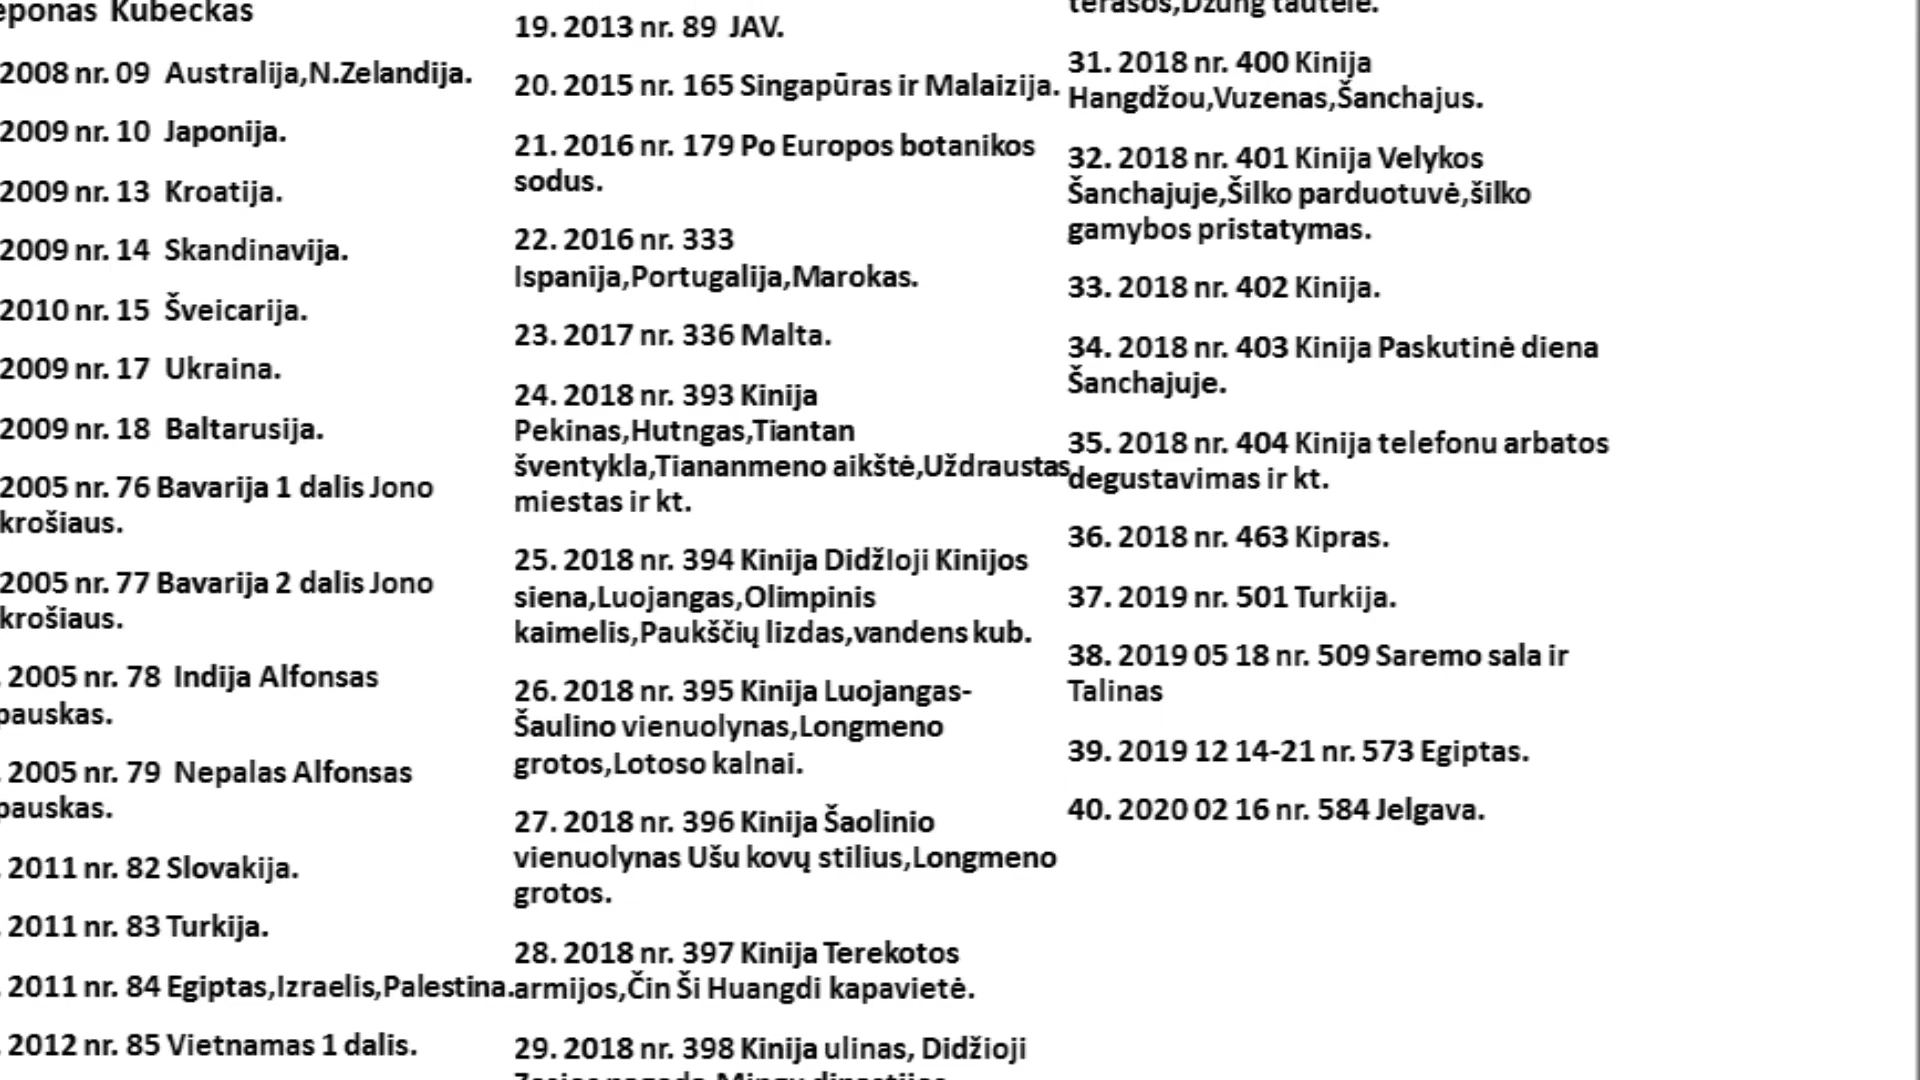 Kubeckas
2008 nr. 09 Australija,N.Zelandija.
2009 nr. 10 Japonija.
2009 nr. 13 Kroatija.
2009 nr. 14 Skandinavija.
2010 nr. 15 Šveicarija.
2009 nr. 17 Ukraina.
2009 nr. 18 Baltarusija.
2005 nr. 76 Bavarija 1 dalis Jono
krošiaus.
2005 nr. 77 Bavarija 2 dalis Jono
krošiaus.
. 2005 nr. 78 Indija Alfonsas
pauskas.
. 2005 nr. 79 Nepalas Alfonsas
pauskas.
. 2011 nr. 82 Slovakija.
. 2011 nr. 83 Turkija.
. 2011 nr. 84 Egiptas,Izraelis,Palestina.
. 2012 nr. 85 Vietnamas 1 dalis.
19. 2013 nr. 89 JAV.
20. 2015 nr. 165 Singapūras ir Malaizija.
21. 2016 nr. 179 Po Europos botanikos
sodus.
22. 2016 nr. 333
Ispanija,Portugalija,Marokas.
23. 2017 nr. 336 Malta.
24. 2018 nr. 393 Kinija
Pekinas,Hutngas,Tiantan
šventykla,Tiananmeno aikštė,Uždraustas
miestas ir kt.
25. 2018 nr. 394 Kinija DidžIoji Kinijos
siena,Luojangas,Olimpinis
kaimelis,Paukščių lizdas,vandens kub.
26. 2018 nr. 395 Kinija Luojangas-
Šaulino vienuolynas,Longmeno
grotos,Lotoso kalnai.
27. 2018 nr. 396 Kinija Šaolinio
vienuolynas Ušu kovų stilius,Longmeno
grotos.
28. 2018 nr. 397 Kinija Terekotos
armijos,Čin Ši Huangdi kapavietė.
29. 2018 nr. 398 Kinija ulinas, Didžioji
terasos,Džung tautelė.
31. 2018 nr. 400 Kinija
Hangdžou,Vuzenas,Šanchajus.
32. 2018 nr. 401 Kinija Velykos
Šanchajuje,Šilko parduotuvė,šilko
gamybos pristatymas.
33. 2018 nr. 402 Kinija.
34. 2018 nr. 403 Kinija Paskutinė diena
Šanchajuje.
35. 2018 nr. 404 Kinija telefonu arbatos
degustavimas ir kt.
36. 2018 nr. 463 Kipras.
37. 2019 nr. 501 Turkija.
38. 2019 05 18 nr. 509 Saremo sala ir
Talinas
39. 2019 12 14-21 nr. 573 Egiptas.
40. 2020 02 16 nr. 584 Jelgava.